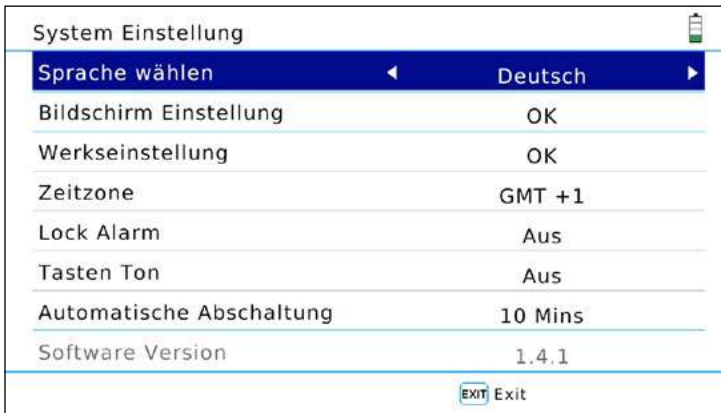 System Einstellung
Sprache wählen Deutsch
Bildschirm Einstellung OK
Werkseinstellung OK
Zeitzone GMT +1
Lock Alarm Aus
Tasten Ton Aus
Automatische Abschaltung 10 Mins
Software Version 1.4.1
EXIT Exit